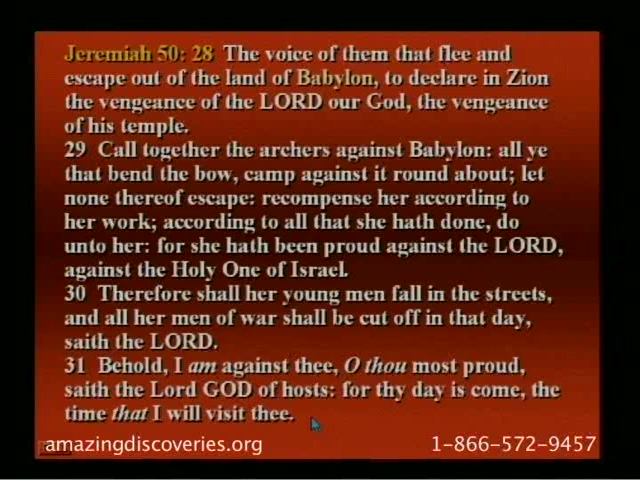 Jeremiah 50: 28 The voice of them that flee and
escape out of the land of Babylon, to declare in Zion
the vengeance of the LORD our God, the vengeance
of his temple.
29 Call together the archers against Babylon: all ye
that bend the bow, camp against it round about; let
none thereof escape: recompense her according to
her work; according to all that she hath done, do
unto her: for she hath been proud against the LORD,
against the Holy One of Israel.
30 Therefore shall her young men fall in the streets,
and all her men of war shall be cut off in that day,
saith the LORD.
31 Behold, I am against thee, O thou most proud,
saith the Lord GOD of hosts: for thy day is come, the
time that I will visit thee.
amazingdiscoveries.org 1-866-572-9457